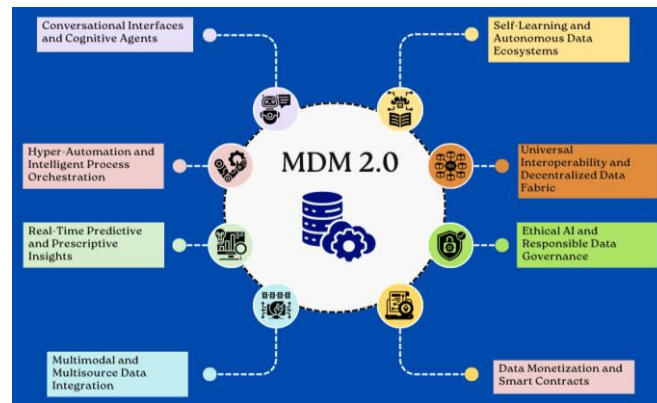 Conversational Interfaces
and Cognitive Agents
Self-Learning and
Autonomous Data
Ecosystems
Hyper-Automation and
Intelligent Process
Orchestration
MDM 2.0
Universal
Interoperability and
Decentralized Data
Fabric
Real-Time Predictive
and Prescriptive
Insights
Ethical AI and
Responsible Data
Governance
Multimodal and
Multisource Data
Integration
Data Monetization and
Smart Contracts